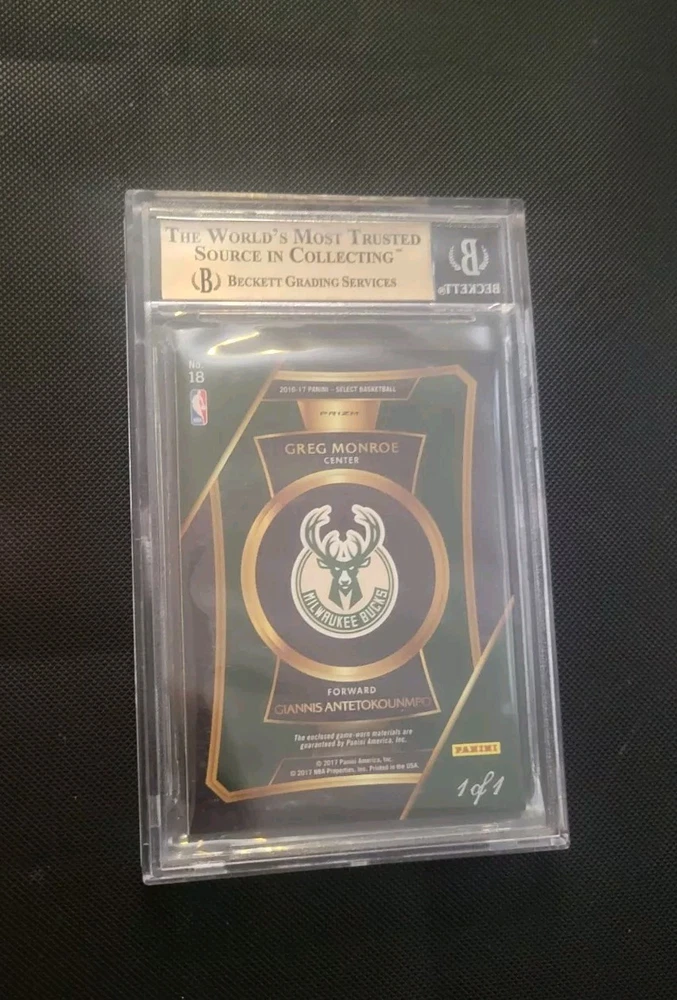 THE WORLD'S MOST TRUSTED
SOURCE IN COLLECTING™
B BECKETT GRADING SERVICES
B
BECKETT®
No.
18
2016-17 PANINI - SELECT BASKETBALL
PRIZM
GREG MONROE
CENTER
MILWAUKEE BUCKS
FORWARD
GIANNIS ANTETOKOUNMPO
The enclosed game-worn materials are
guaranteed by Panini America, Inc.
© 2017 Panini America, Inc.
© 2017 NBA Properties, Inc. Printed in the USA.
PANINI
1 of 1